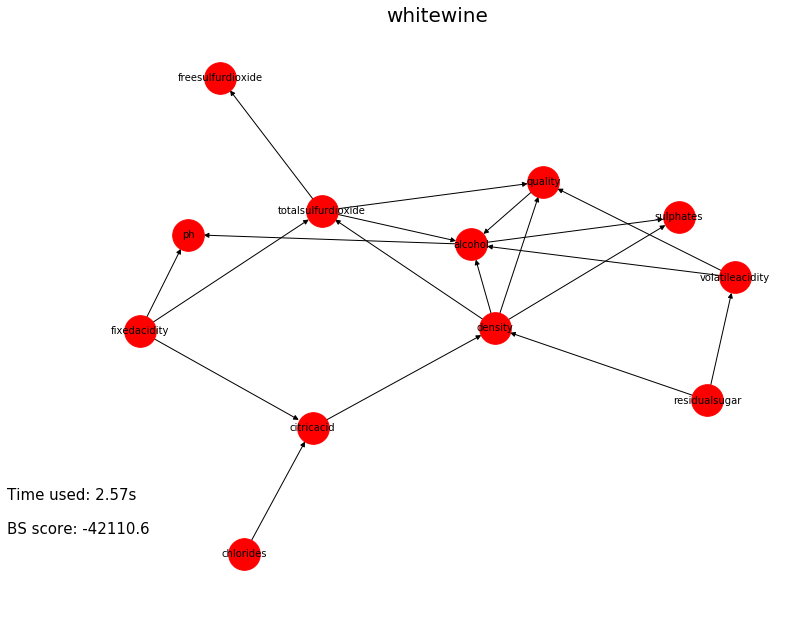 whitewine
freesulfurdioxide
quality
totalsulfurdioxide
sulphates
ph
alcohol
volatileacidity
density
fixedacidity
residualsugar
citricacid
Time used: 2.57s
BS score: -42110.6
chlorides